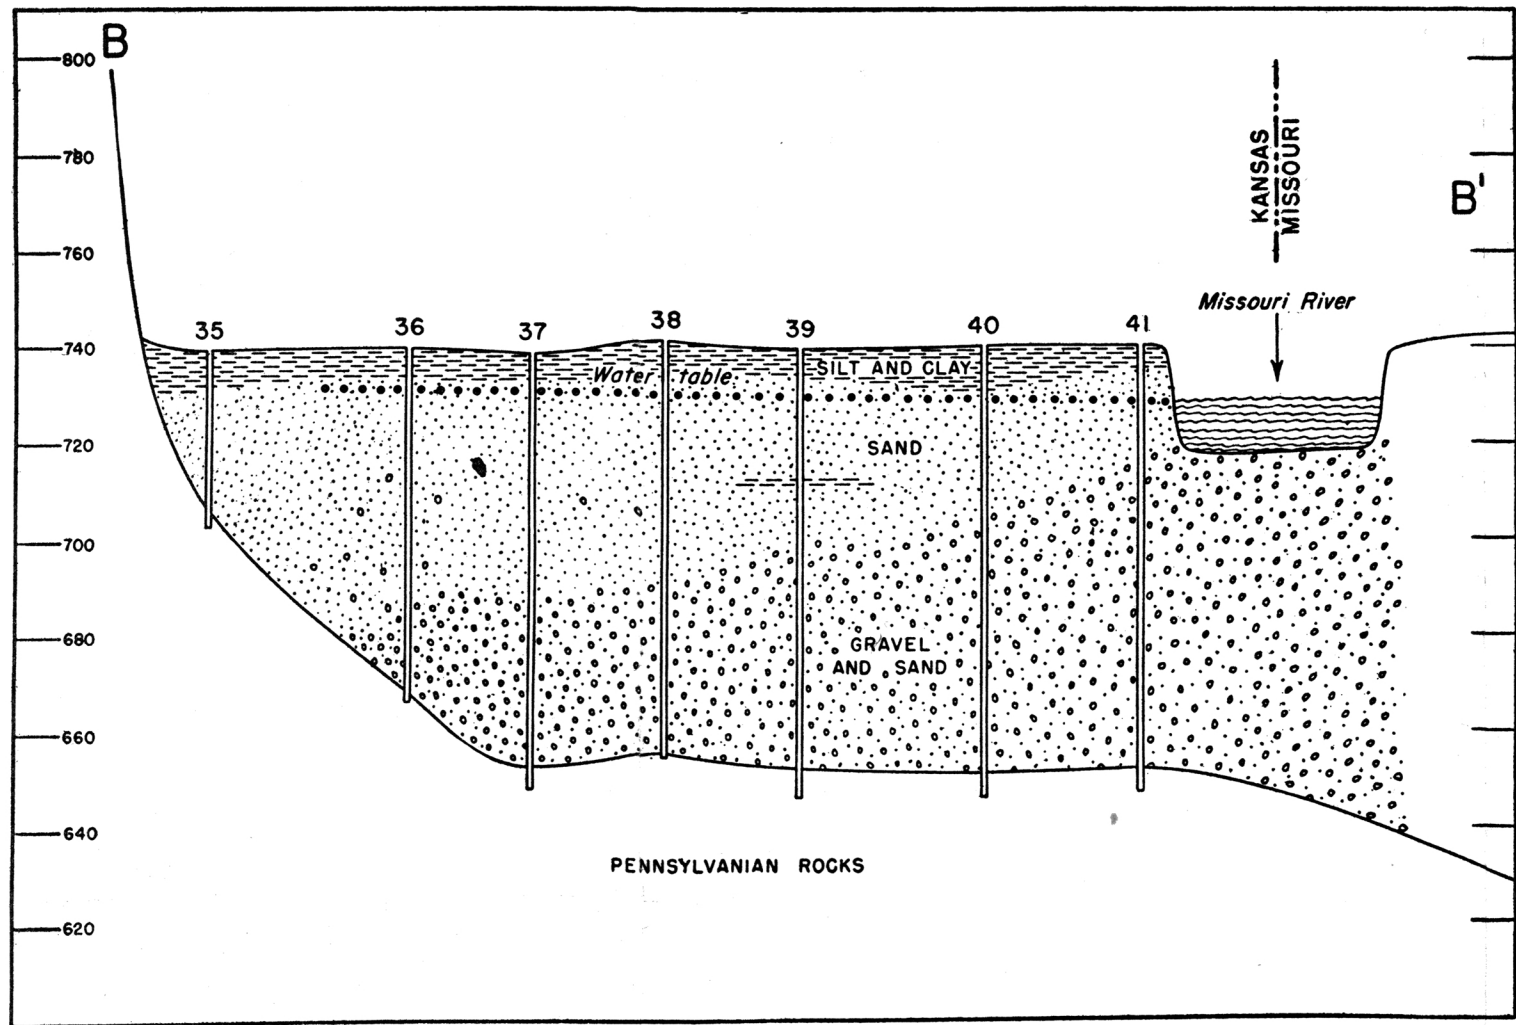 B
800
780
760
740
720
700
680
660
640
620
KANSAS
MISSOURI
B'
Missouri River
35
36
37
38
39
40
41
Water table
SILT AND CLAY
SAND
GRAVEL
AND SAND
PENNSYLVANIAN ROCKS